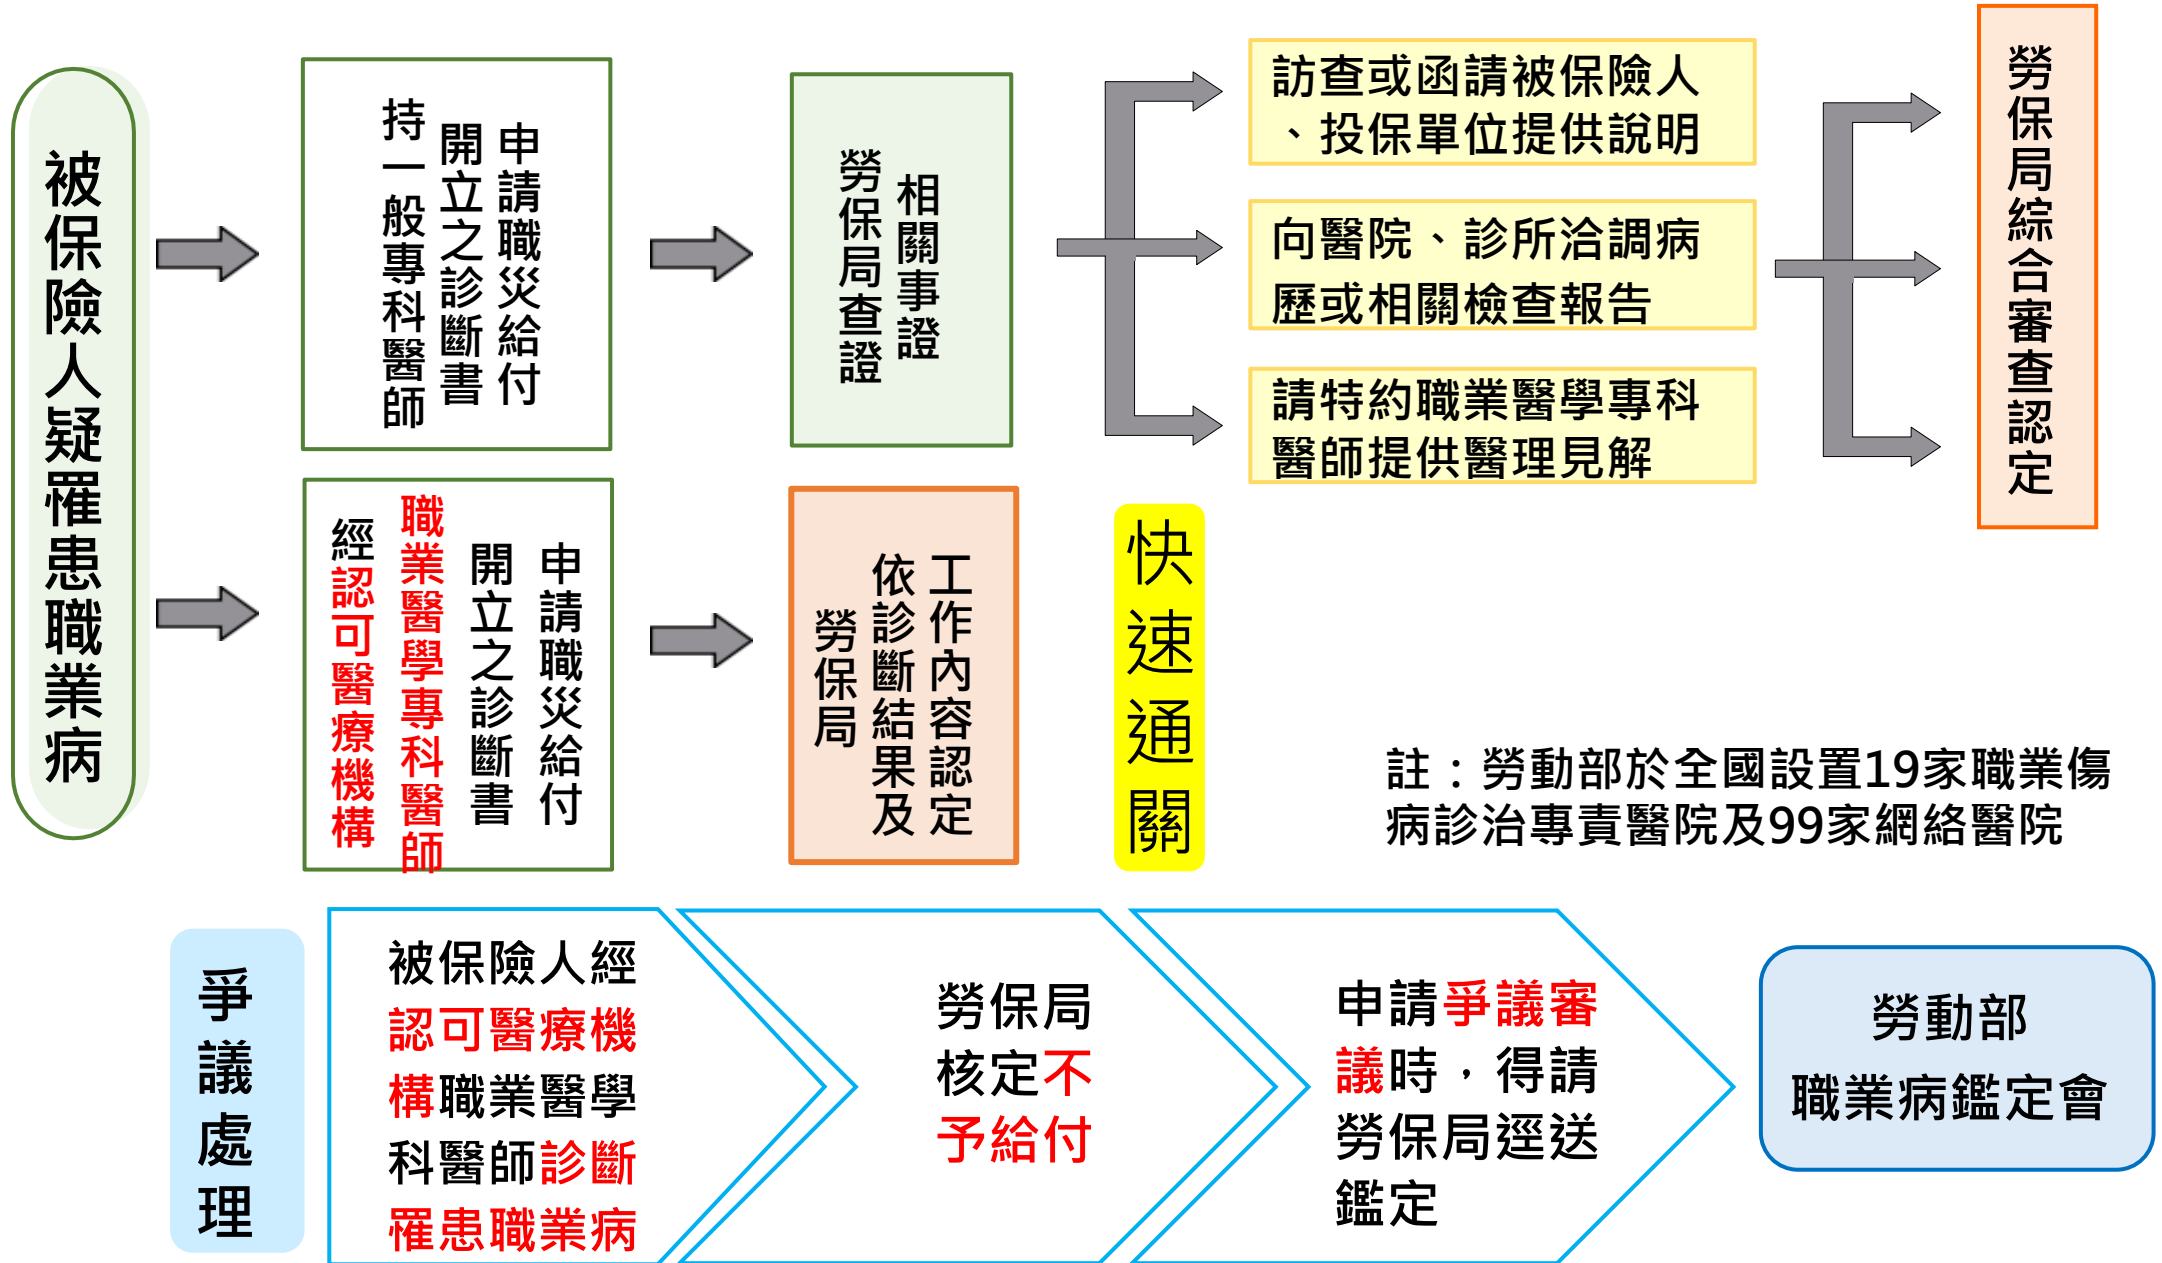 被保險人疑罹患職業病
持一般專科醫師
開立之診斷書
申請職災給付
勞保局查證
相關事證
訪查或函請被保險人
、投保單位提供說明
向醫院、診所洽調病
歷或相關檢查報告
請特約職業醫學專科
醫師提供醫理見解
勞保局綜合審查認定
經認可醫療機構
職業醫學專科醫師
開立之診斷書
申請職災給付
勞保局
依診斷結果及
工作內容認定
快速通關
註：勞動部於全國設置19家職業傷
病診治專責醫院及99家網絡醫院
爭議處理
被保險人經
認可醫療機
構職業醫學
科醫師診斷
罹患職業病
勞保局
核定不
予給付
申請爭議審
議時，得請
勞保局逕送
鑑定
勞動部
職業病鑑定會